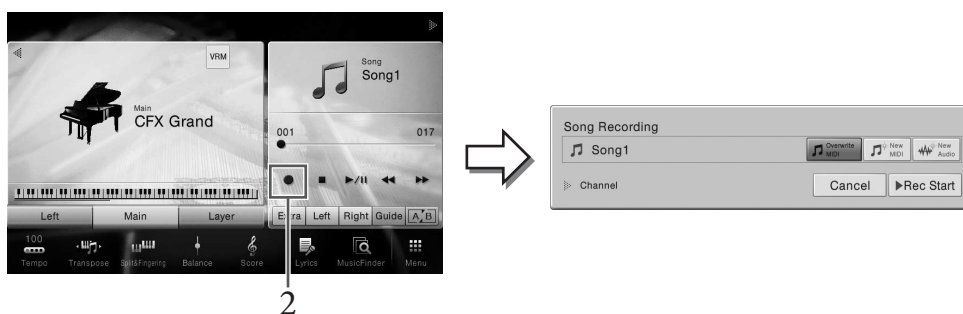 VRM
Main
CFX Grand
Song
Song1
001 017
Left Main Layer
Extra Left Right Guide A B
100
Tempo Transpose Split&Fingering Balance Score Lyrics MusicFinder Menu
2
Song Recording
Song1
Overwrite MIDI
New MIDI
New Audio
Channel
Cancel
Rec Start